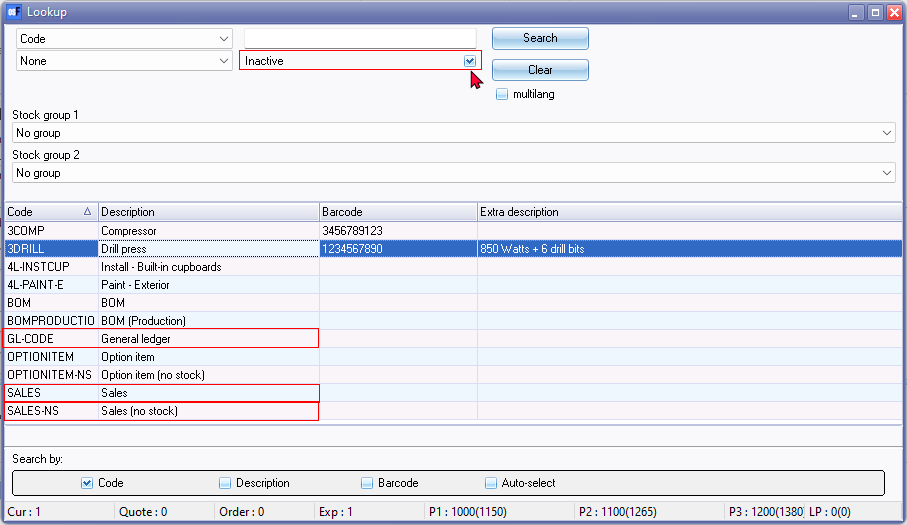 Lookup
Code
Search
None
Inactive
Clear
multilang
Stock group 1
No group
Stock group 2
No group
Code Description Barcode Extra description
3COMP Compressor 3456789123
3DRILL Drill press 1234567890 850 Watts + 6 drill bits
4L-INSTCUP Install - Built-in cupboards
4L-PAINT-E Paint - Exterior
BOM BOM
BOMPRODUCTIO BOM (Production)
GL-CODE General ledger
OPTIONITEM Option item
OPTIONITEM-NS Option item (no stock)
SALES Sales
SALES-NS Sales (no stock)
Search by:
Code Description Barcode Auto-select
Cur : 1 Quote : 0 Order : 0 Exp : 1 P1 : 1000(1150) P2 : 1100(1265) P3 : 1200(1380) LP : 0(0)